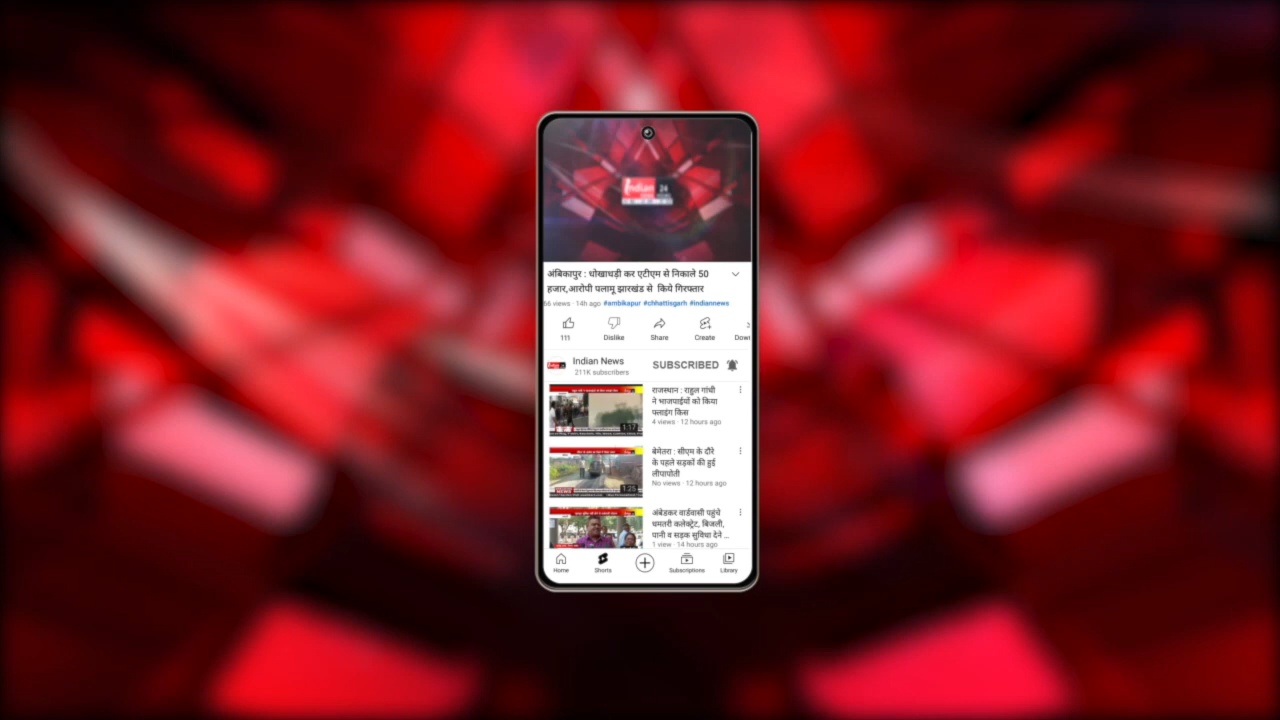 Indian 24
अंबिकापुर : धोखाधड़ी कर एटीएम से निकाले 50
हजार,आरोपी पलामू झारखंड से किये गिरफ्तार
66 views · 14h ago #ambikapur #chhattisgarh #indiannews
111 Dislike Share Create
Indian News
211K subscribers
SUBSCRIBED
राजस्थान : राहुल गांधी
ने भाजपाईयों को किया
फ्लाइंग किस
4 views · 12 hours ago
1:17
बेमेतरा : सीएम के दौरे
के पहले सड़कों की हुई
लीपापोती
No views · 12 hours ago
1:25
अंबेडकर वार्डवासी पहुंचे
धमतरी कलेक्ट्रेट, बिजली,
पानी व सड़क सुविधा देने ...
1 view · 14 hours ago
Home Shorts Subscriptions Library